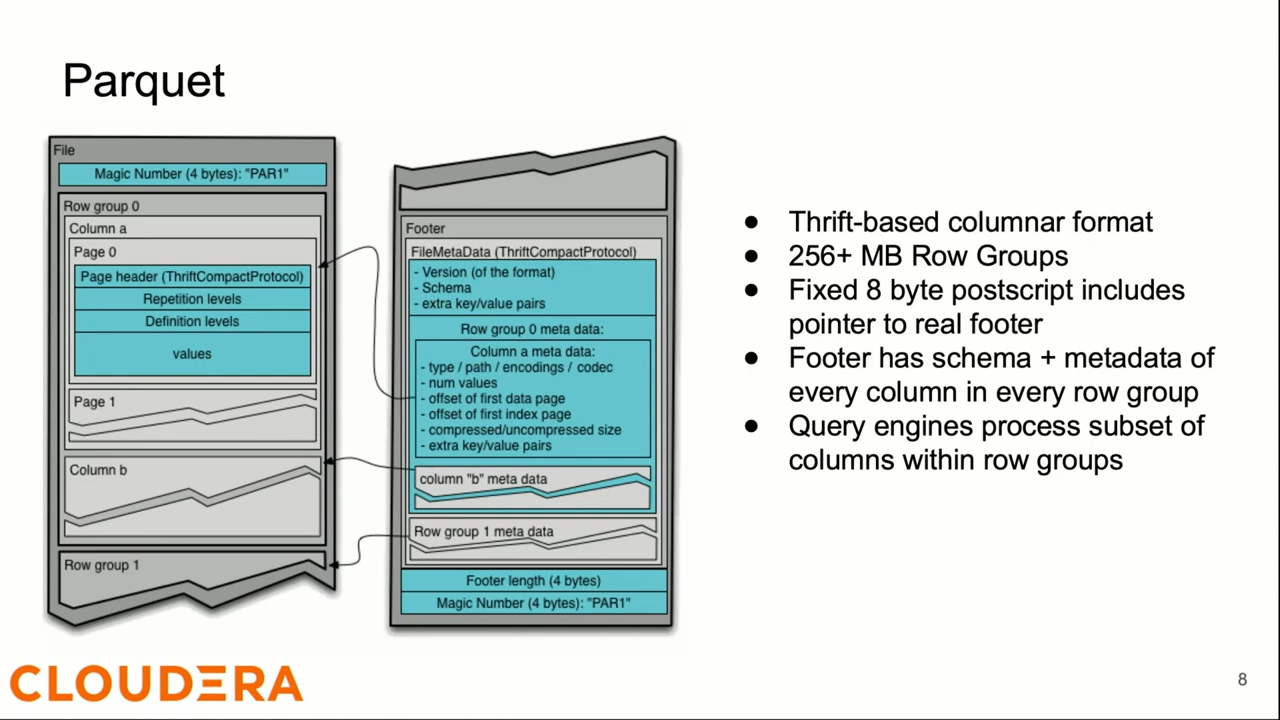 Parquet
File
Magic Number (4 bytes): "PAR1"
Row group 0
Column a
Page 0
Page header (ThriftCompactProtocol)
Repetition levels
Definition levels
values
Page 1
Column b
Row group 1
Footer
FileMetaData (ThriftCompactProtocol)
- Version (of the format)
- Schema
- extra key/value pairs
Row group 0 meta data:
Column a meta data:
- type / path / encodings / codec
- num values
- offset of first data page
- offset of first index page
- compressed/uncompressed size
- extra key/value pairs
column "b" meta data
Row group 1 meta data
Footer length (4 bytes)
Magic Number (4 bytes): "PAR1"
● Thrift-based columnar format
● 256+ MB Row Groups
● Fixed 8 byte postscript includes
pointer to real footer
● Footer has schema + metadata of
every column in every row group
● Query engines process subset of
columns within row groups
CLOUDERA
8